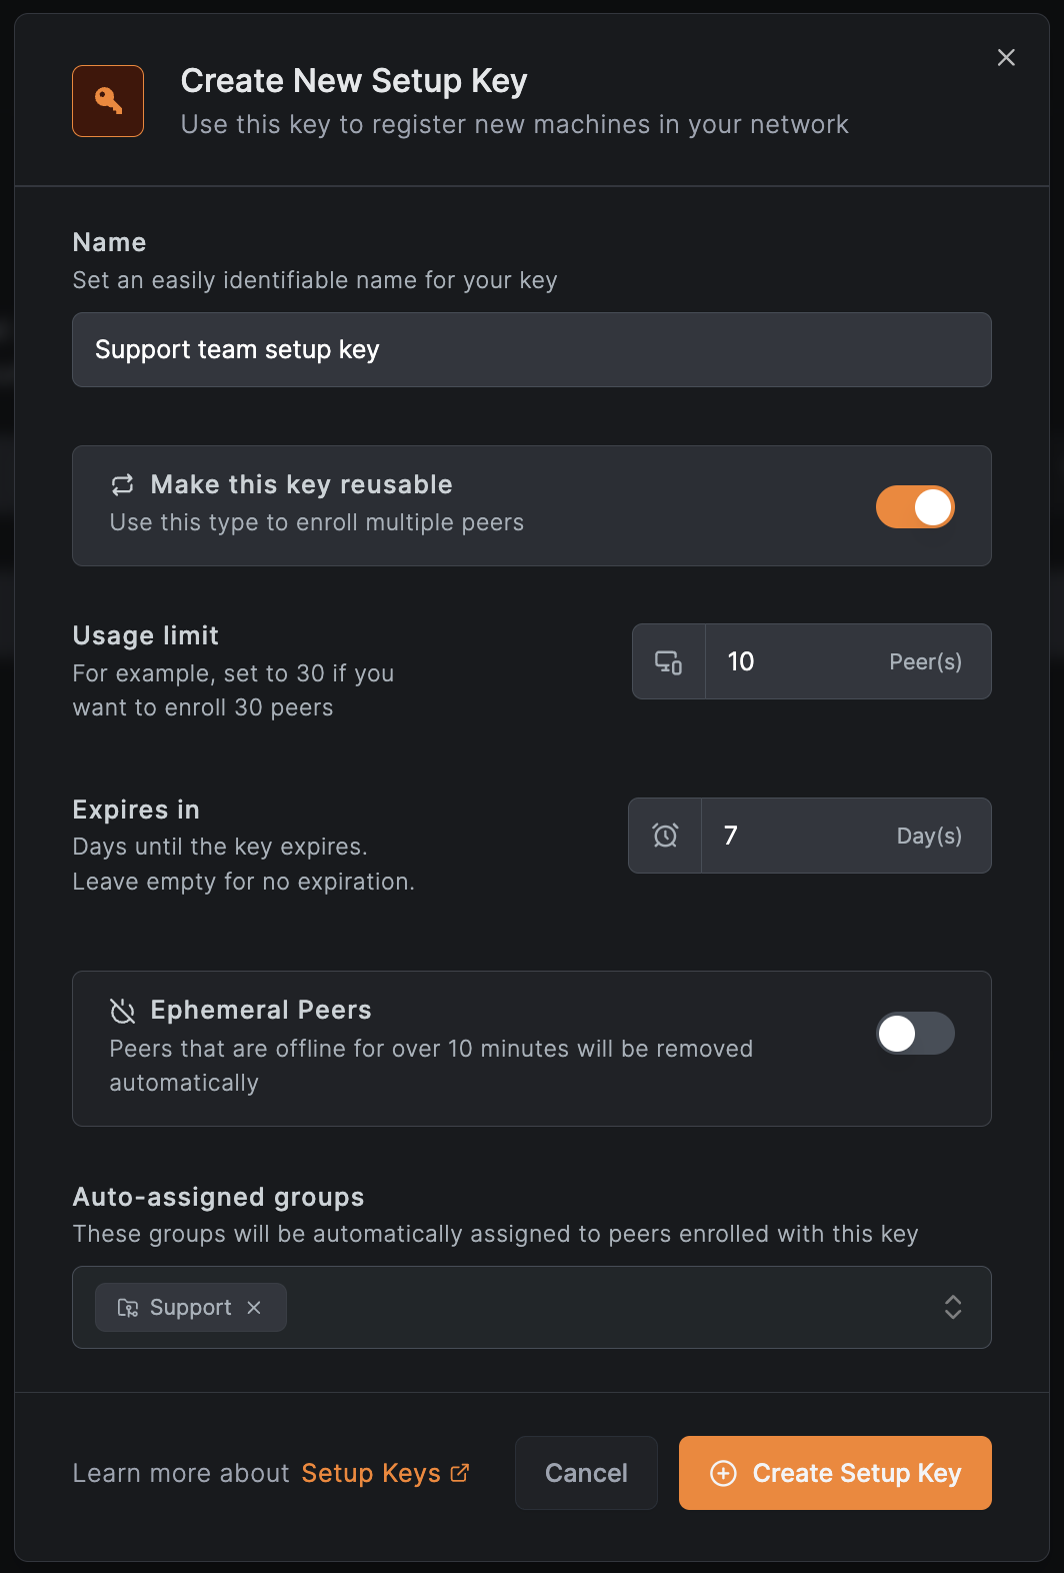 Create New Setup Key
Use this key to register new machines in your network
Name
Set an easily identifiable name for your key
Support team setup key
Make this key reusable
Use this type to enroll multiple peers
Usage limit
For example, set to 30 if you
want to enroll 30 peers
10 Peer(s)
Expires in
Days until the key expires.
Leave empty for no expiration.
7 Day(s)
Ephemeral Peers
Peers that are offline for over 10 minutes will be removed
automatically
Auto-assigned groups
These groups will be automatically assigned to peers enrolled with this key
Support
Learn more about Setup Keys
Cancel
Create Setup Key